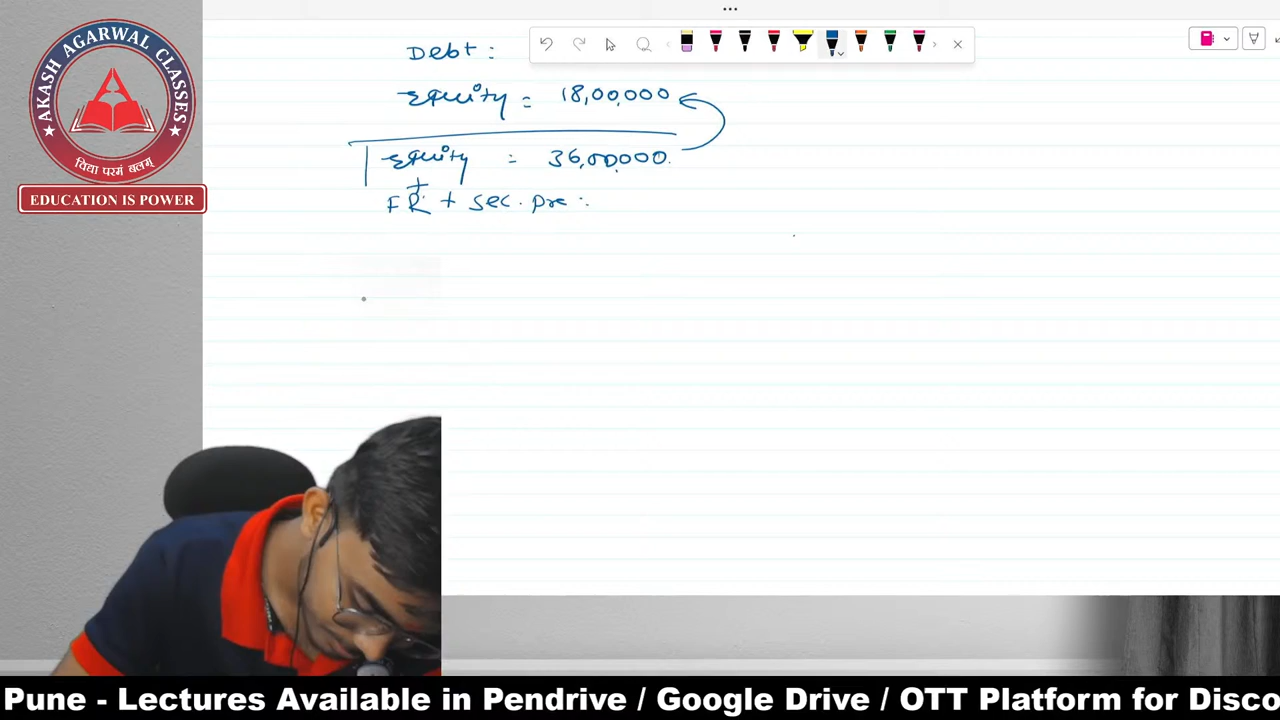 AKASH AGARWAL CLASSES
विद्या परमं बलम्
EDUCATION IS POWER
Debt :
Equity = 18,00,000
Equity = 36,00,000.
+
FR + Sec. pre :
Pune - Lectures Available in Pendrive / Google Drive / OTT Platform for Disco